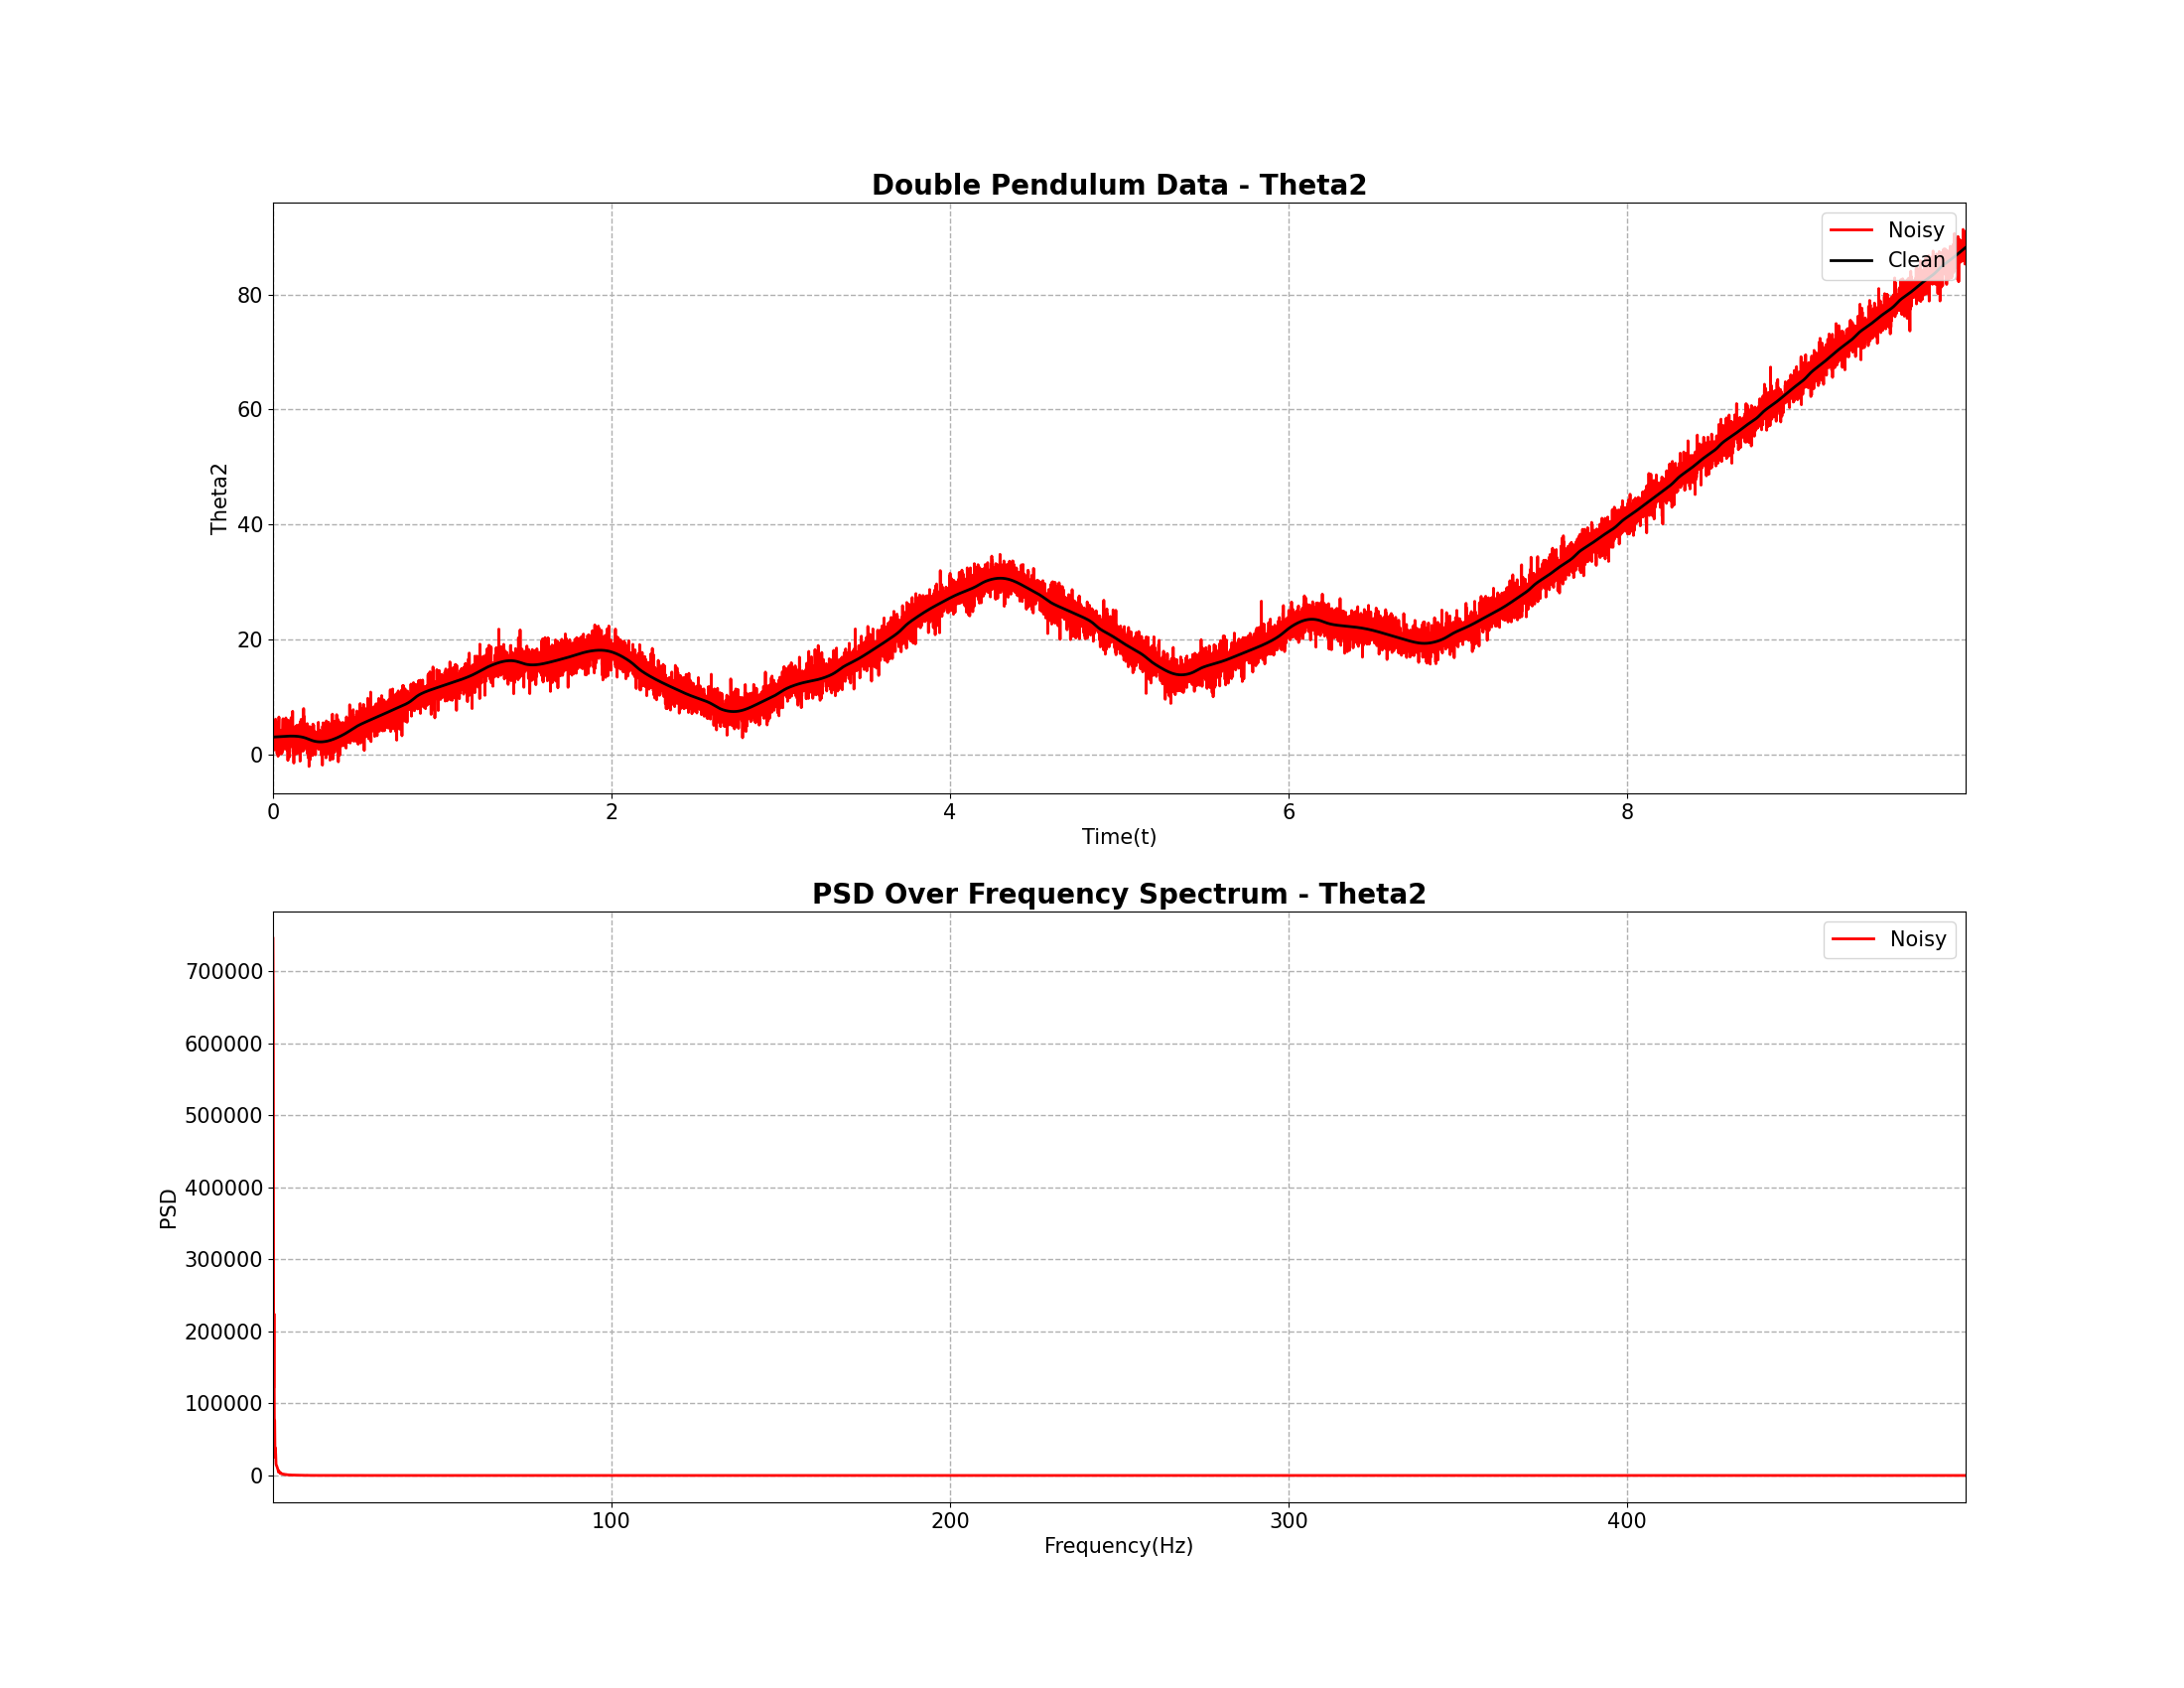 Double Pendulum Data - Theta2
Noisy
Clean
80
60
40
20
0
Theta2
0 2 4 6 8
Time(t)
PSD Over Frequency Spectrum - Theta2
Noisy
700000
600000
500000
400000
300000
200000
100000
0
PSD
100 200 300 400
Frequency(Hz)